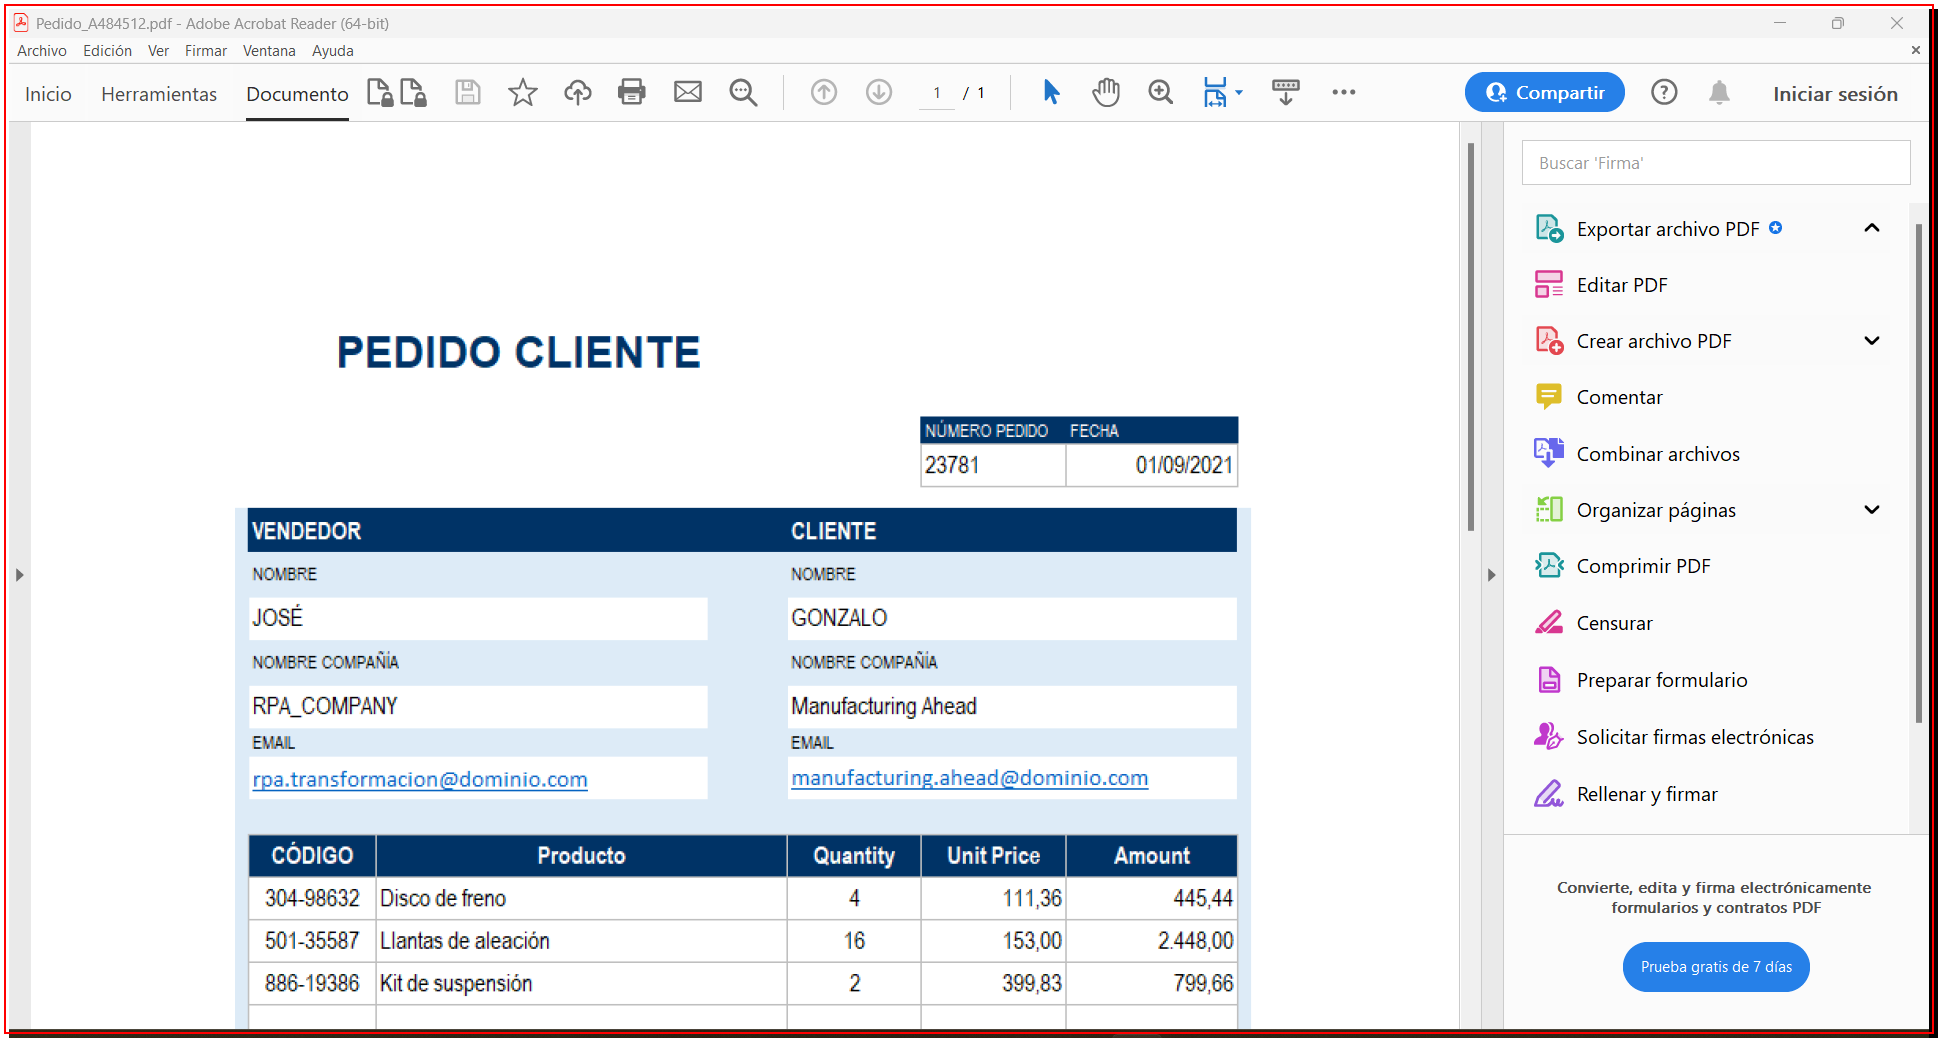 Pedido_A484512.pdf - Adobe Acrobat Reader (64-bit)
Archivo Edición Ver Firmar Ventana Ayuda
Inicio Herramientas Documento 1 / 1 Compartir Iniciar sesión
Buscar 'Firma'
Exportar archivo PDF
Editar PDF
Crear archivo PDF
Comentar
Combinar archivos
Organizar páginas
Comprimir PDF
Censurar
Preparar formulario
Solicitar firmas electrónicas
Rellenar y firmar
Convierte, edita y firma electrónicamente
formularios y contratos PDF
Prueba gratis de 7 días
PEDIDO CLIENTE
NÚMERO PEDIDO FECHA
23781 01/09/2021
VENDEDOR CLIENTE
NOMBRE NOMBRE
JOSÉ GONZALO
NOMBRE COMPAÑÍA NOMBRE COMPAÑÍA
RPA_COMPANY Manufacturing Ahead
EMAIL EMAIL
rpa.transformacion@dominio.com manufacturing.ahead@dominio.com
CÓDIGO Producto Quantity Unit Price Amount
304-98632 Disco de freno 4 111,36 445,44
501-35587 Llantas de aleación 16 153,00 2.448,00
886-19386 Kit de suspensión 2 399,83 799,66